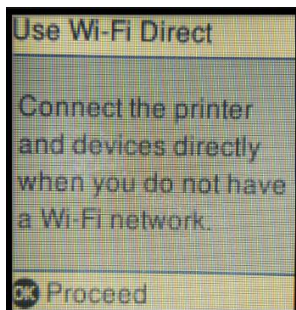 Use Wi-Fi Direct
Connect the printer
and devices directly
when you do not have
a Wi-Fi network.
OK Proceed